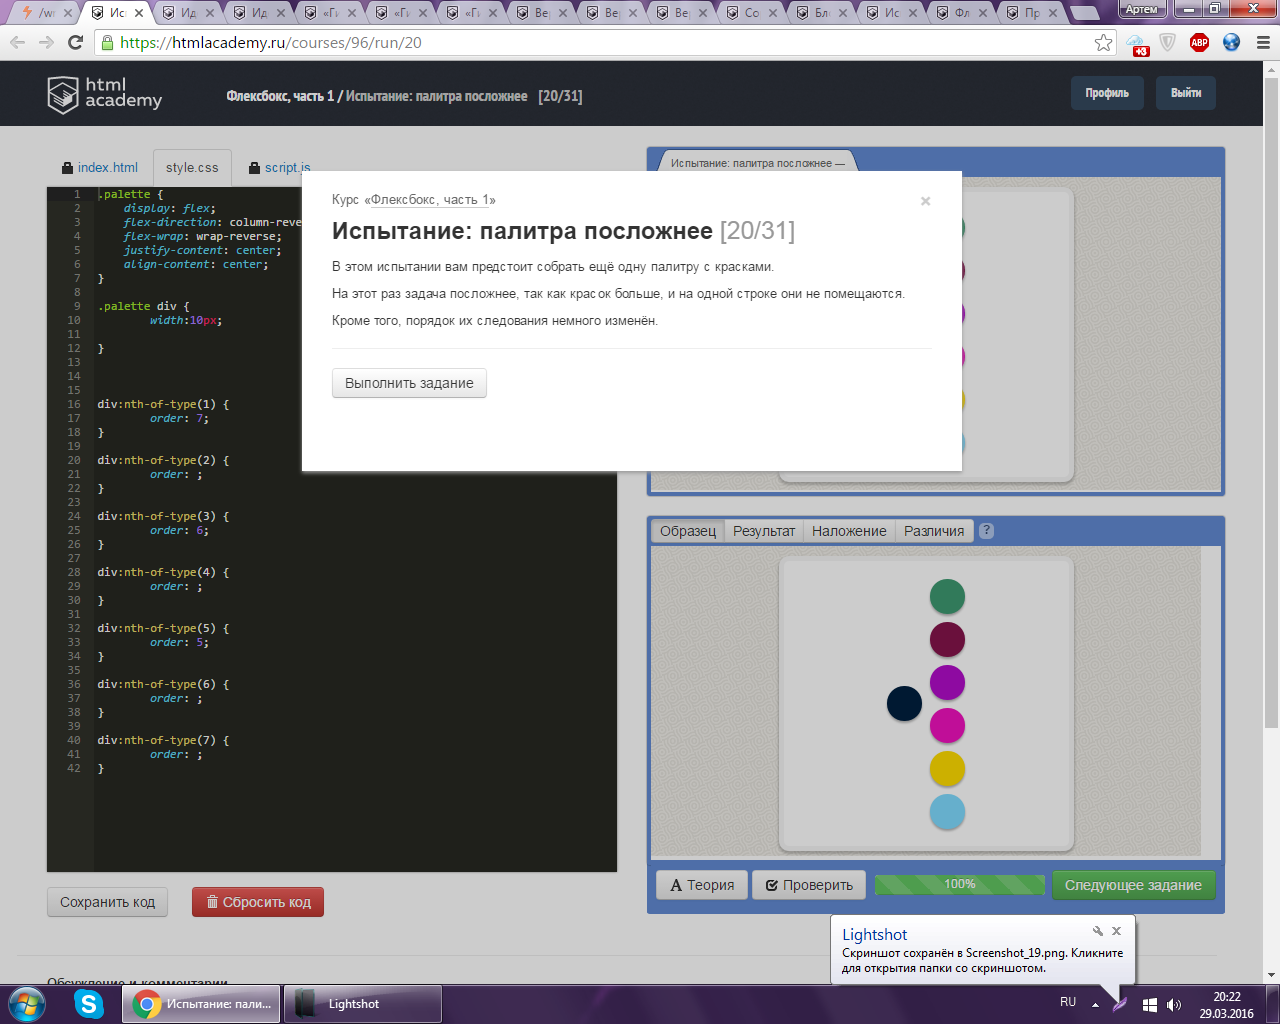 /wr
Ис
Ид
Ид
«Ги
«Ги
«Ги
Вер
Вер
Вер
Со
Бл
Ис
Фл
Пр
Артем
https://htmlacademy.ru/courses/96/run/20
+3
ABP
html
academy
Флексбокс, часть 1 / Испытание: палитра посложнее [20/31]
Профиль
Выйти
index.html
style.css
script.js
Испытание: палитра посложнее —
1 .palette {
2 display: flex;
3 flex-direction: column-reve
4 flex-wrap: wrap-reverse;
5 justify-content: center;
6 align-content: center;
7 }
8
9 .palette div {
10 width:10px;
11
12 }
13
14
15
16 div:nth-of-type(1) {
17 order: 7;
18 }
19
20 div:nth-of-type(2) {
21 order: ;
22 }
23
24 div:nth-of-type(3) {
25 order: 6;
26 }
27
28 div:nth-of-type(4) {
29 order: ;
30 }
31
32 div:nth-of-type(5) {
33 order: 5;
34 }
35
36 div:nth-of-type(6) {
37 order: ;
38 }
39
40 div:nth-of-type(7) {
41 order: ;
42 }
Курс «Флексбокс, часть 1»
×
Испытание: палитра посложнее [20/31]
В этом испытании вам предстоит собрать ещё одну палитру с красками.
На этот раз задача посложнее, так как красок больше, и на одной строке они не помещаются.
Кроме того, порядок их следования немного изменён.
Выполнить задание
Образец
Результат
Наложение
Различия
?
Сохранить код
Сбросить код
A Теория
Проверить
100%
Следующее задание
Обсуждение и комментарии
Lightshot
Скриншот сохранён в Screenshot_19.png. Кликните
для открытия папки со скриншотом.
Испытание: пали...
Lightshot
RU
20:22
29.03.2016